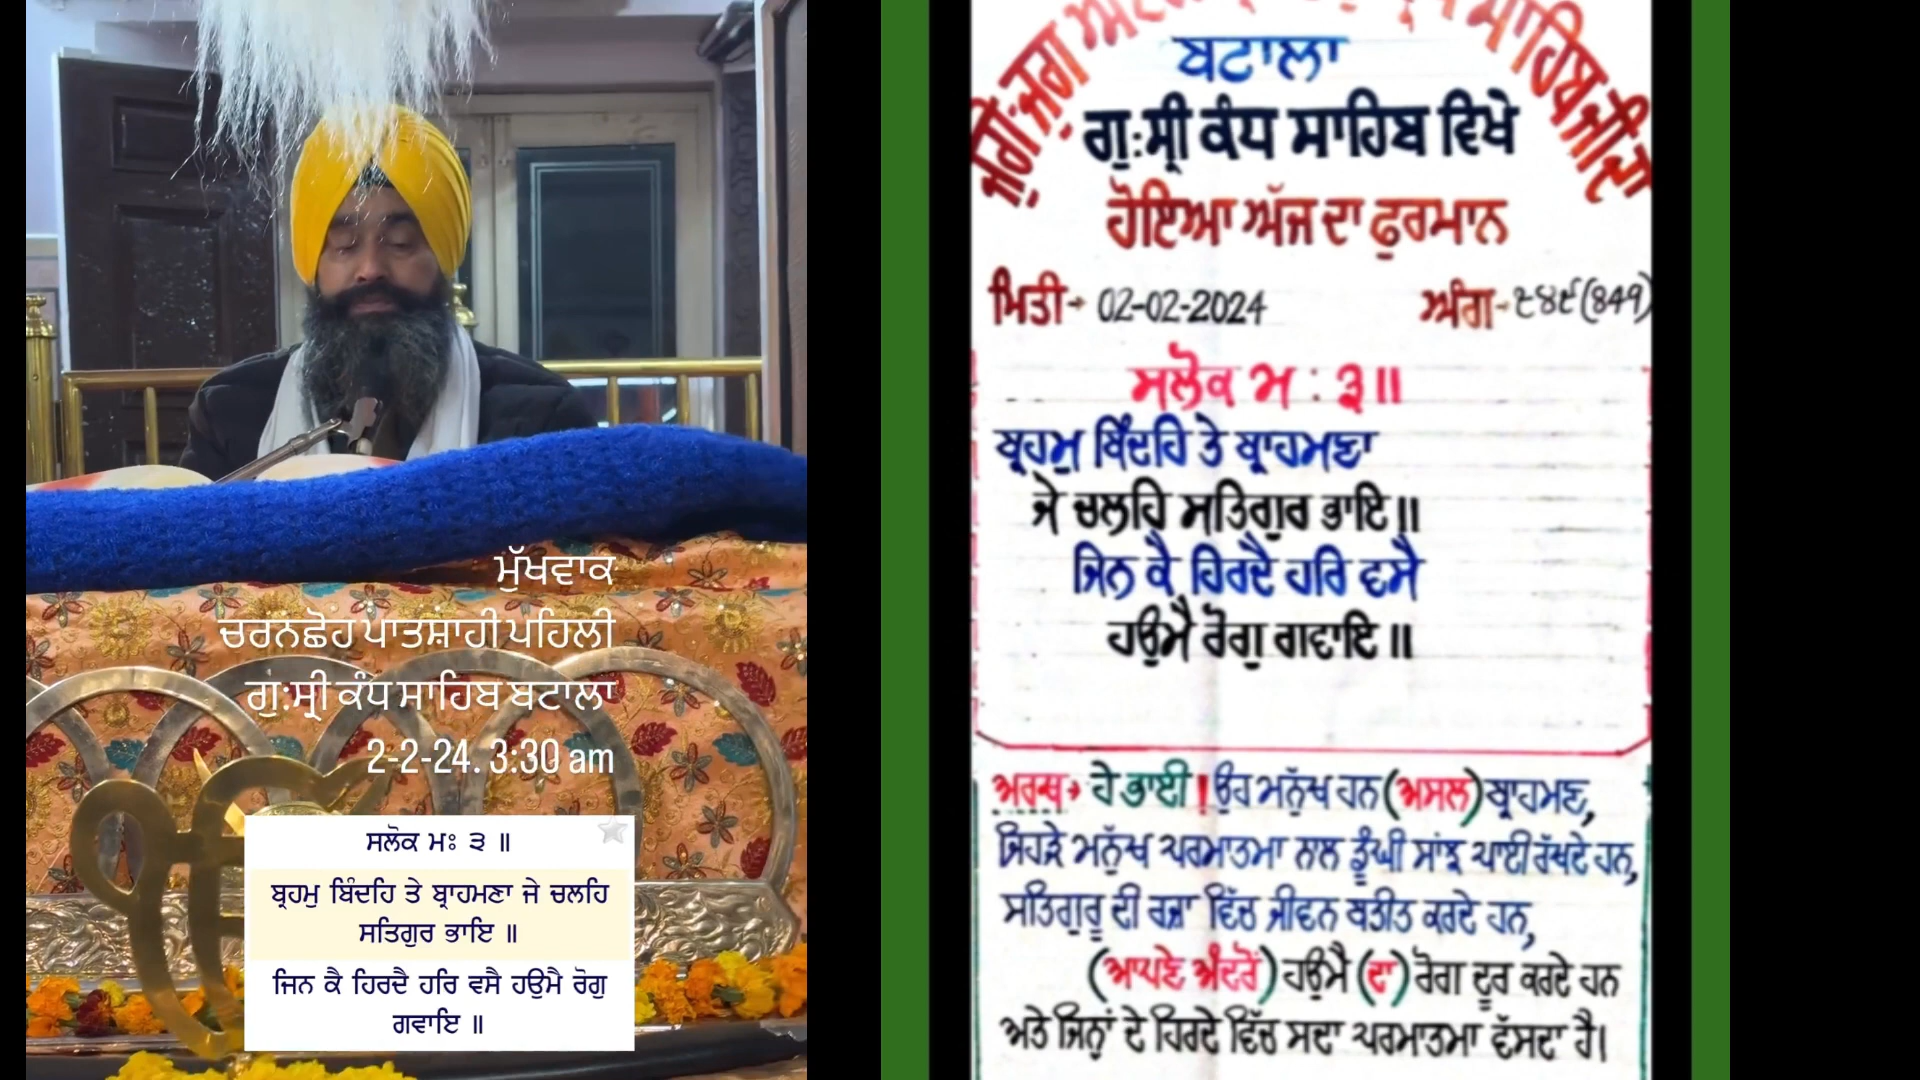 ਮੁੱਖਵਾਕ
ਚਰਨਛੋਹ ਪਾਤਸ਼ਾਹੀ ਪਹਿਲੀ
ਗੁ:ਸ੍ਰੀ ਕੰਧ ਸਾਹਿਬ ਬਟਾਲਾ
2-2-24. 3:30 am
ਸਲੋਕ ਮਃ ੩ ॥
ਬ੍ਰਹਮੁ ਬਿੰਦਹਿ ਤੇ ਬ੍ਰਾਹਮਣਾ ਜੇ ਚਲਹਿ
ਸਤਿਗੁਰ ਭਾਇ ॥
ਜਿਨ ਕੈ ਹਿਰਦੈ ਹਰਿ ਵਸੈ ਹਉਮੈ ਰੋਗੁ
ਗਵਾਇ ॥
ਸਾਹਿਬ ਜੀ ਦਾ
ਬਟਾਲਾ
ਗੁ:ਸ੍ਰੀ ਕੰਧ ਸਾਹਿਬ ਵਿਖੇ
ਹੋਇਆ ਅੱਜ ਦਾ ਫੁਰਮਾਨ
ਮਿਤੀ- 02-02-2024 ਅੰਗ-੮੪੯(849)
ਸਲੋਕ ਮ : ੩॥
ਬ੍ਰਹਮੁ ਬਿੰਦਹਿ ਤੇ ਬ੍ਰਾਹਮਣਾ
ਜੇ ਚਲਹਿ ਸਤਿਗੁਰ ਭਾਇ॥
ਜਿਨ ਕੈ ਹਿਰਦੈ ਹਰਿ ਵਸੈ
ਹਉਮੈ ਰੋਗੁ ਗਵਾਇ ॥
ਅਰਥ→ ਹੇ ਭਾਈ ! ਉਹ ਮਨੁੱਖ ਹਨ (ਅਸਲ) ਬ੍ਰਾਹਮਣ,
ਜਿਹੜੇ ਮਨੁੱਖ ਪਰਮਾਤਮਾ ਨਾਲ ਡੂੰਘੀ ਸਾਂਝ ਪਾਈ ਰੱਖਦੇ ਹਨ,
ਸਤਿਗੁਰੂ ਦੀ ਰਜ਼ਾ ਵਿੱਚ ਜੀਵਨ ਬਤੀਤ ਕਰਦੇ ਹਨ,
(ਆਪਣੇ ਅੰਦਰੋਂ) ਹਉਮੈ (ਦਾ) ਰੋਗ ਦੂਰ ਕਰਦੇ ਹਨ
ਅਤੇ ਜਿਨ੍ਹਾਂ ਦੇ ਹਿਰਦੇ ਵਿੱਚ ਸਦਾ ਪਰਮਾਤਮਾ ਵੱਸਦਾ ਹੈ।